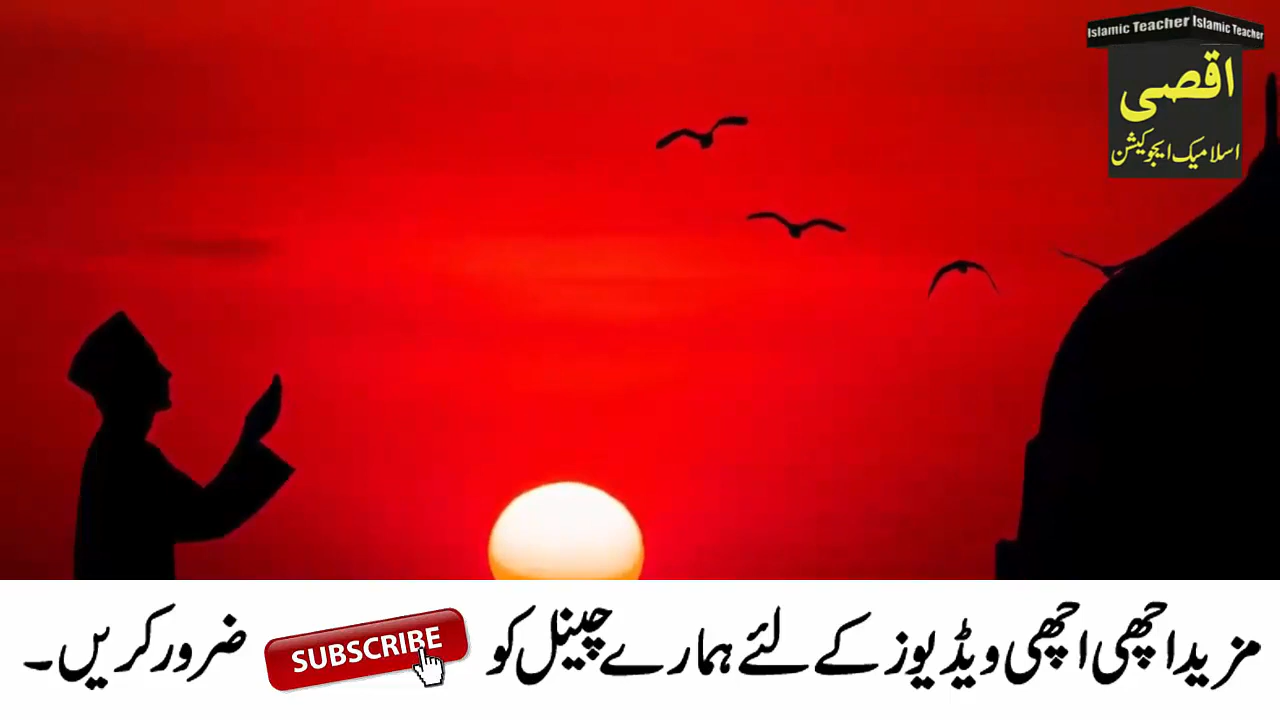 Islamic Teacher Islamic Teacher
اقصی
اسلامیک ایجوکیشن
مزید اچھی اچھی ویڈیوز کے لئے ہمارے چینل کو SUBSCRIBE ضرور کریں۔